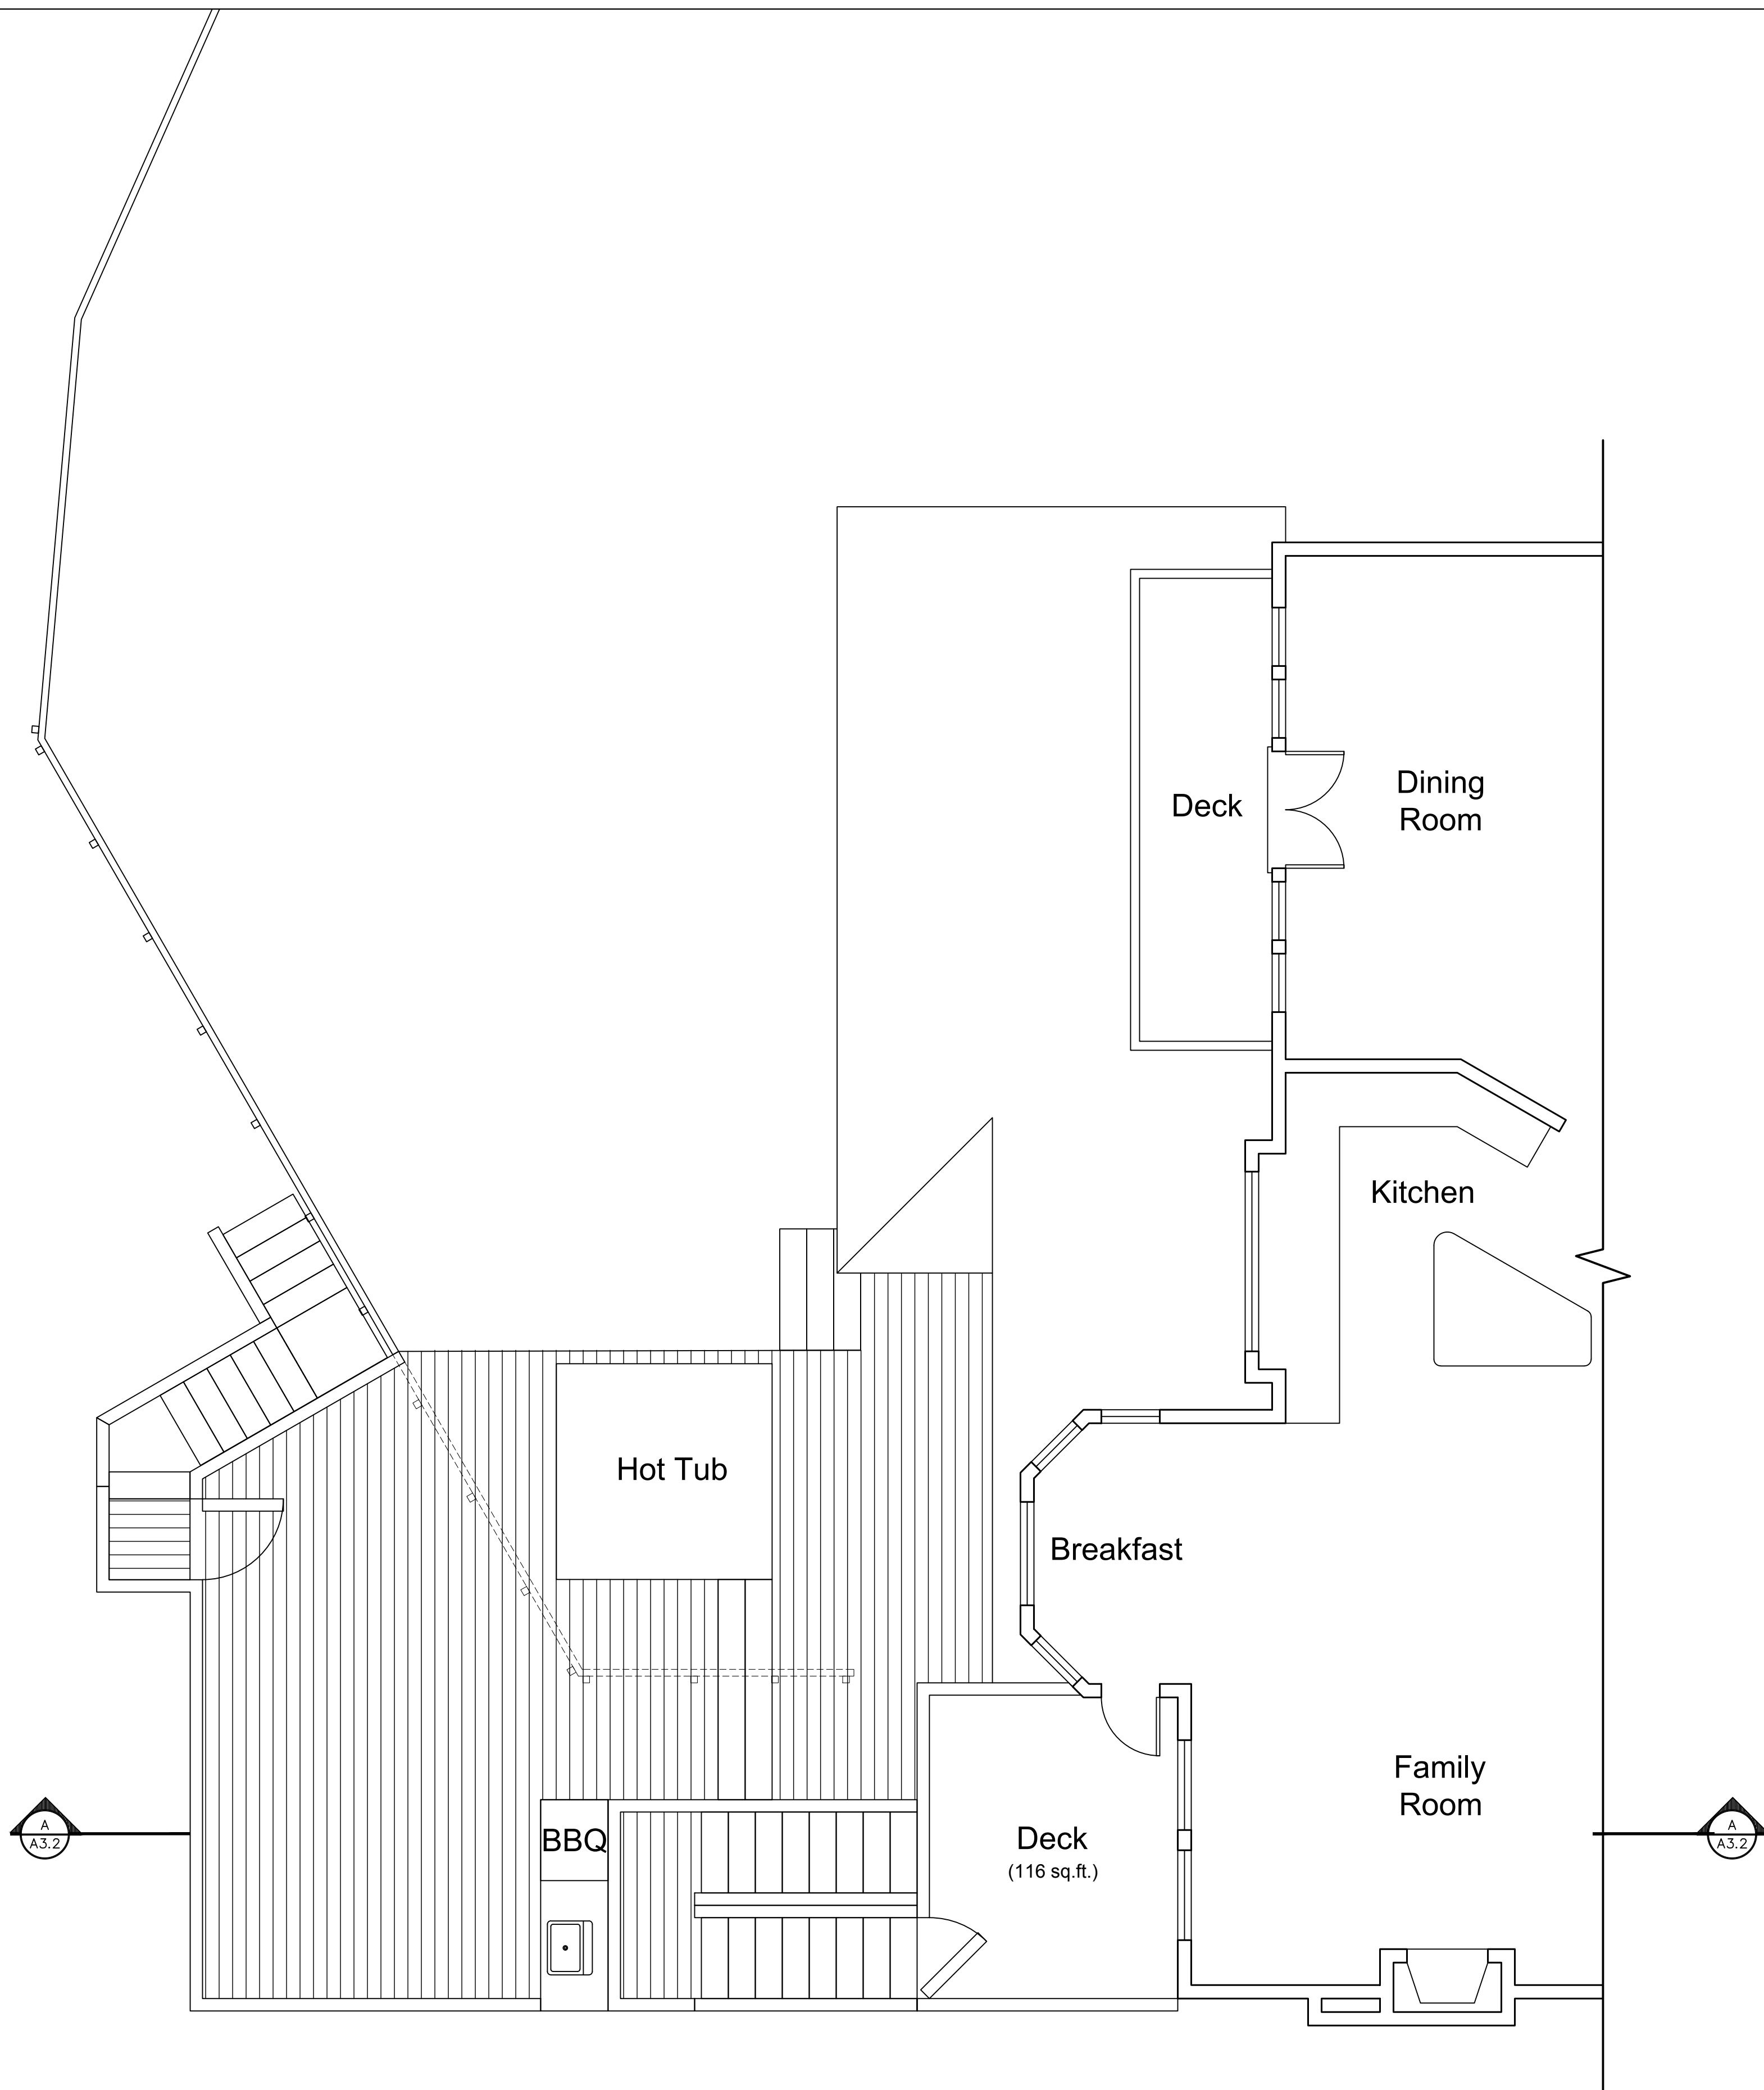 Deck
Dining
Room
Kitchen
Hot Tub
Breakfast
Family
Room
BBQ
Deck
(116 sq.ft.)
A
A3.2
A
A3.2